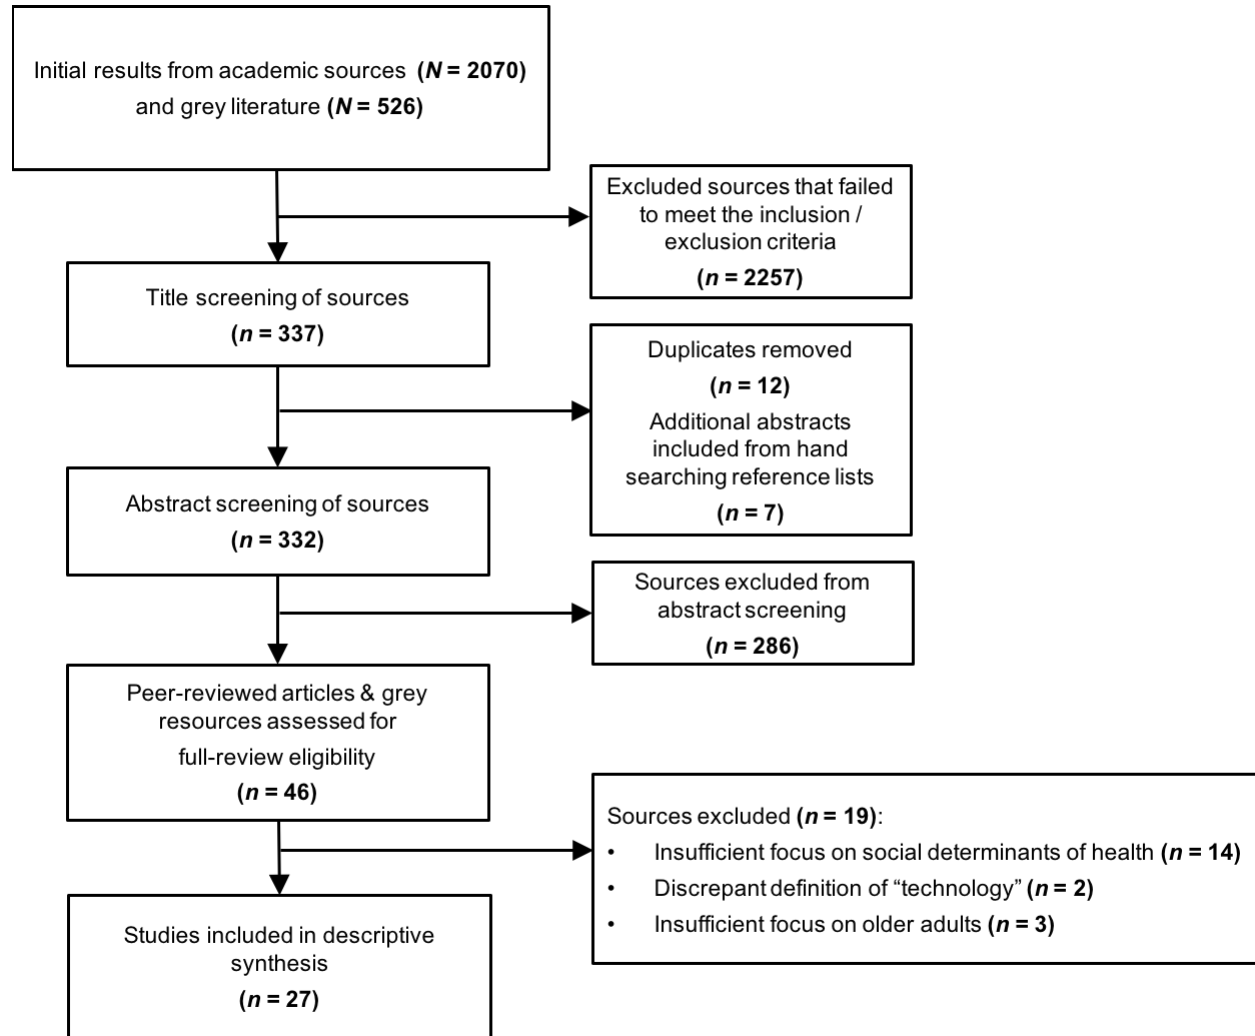 Initial results from academic sources (N = 2070)
and grey literature (N = 526)
Excluded sources that failed
to meet the inclusion /
exclusion criteria
(n = 2257)
Title screening of sources
(n = 337)
Duplicates removed
(n = 12)
Additional abstracts
included from hand
searching reference lists
(n = 7)
Abstract screening of sources
(n = 332)
Sources excluded from
abstract screening
(n = 286)
Peer-reviewed articles & grey
resources assessed for
full-review eligibility
(n = 46)
Sources excluded (n = 19):
• Insufficient focus on social determinants of health (n = 14)
• Discrepant definition of “technology” (n = 2)
• Insufficient focus on older adults (n = 3)
Studies included in descriptive
synthesis
(n = 27)